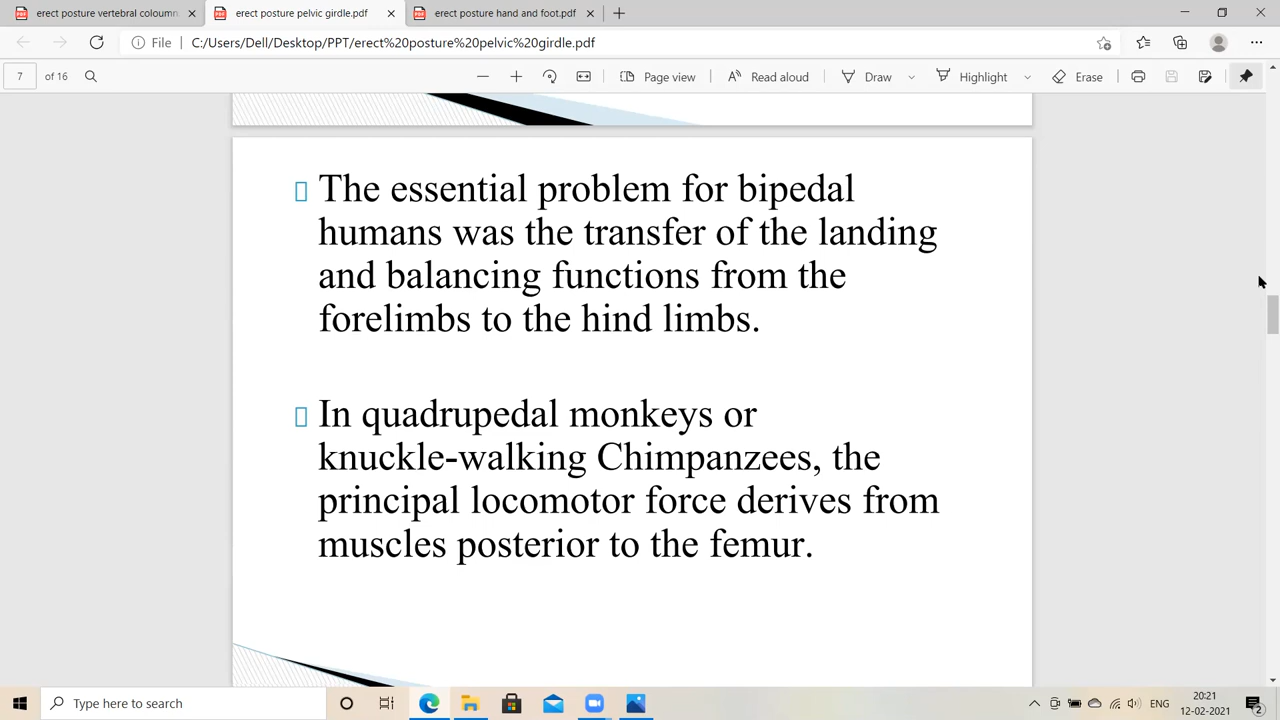 erect posture vertebral coloumn
erect posture pelvic girdle.pdf
erect posture hand and foot.pdf
File
C:/Users/Dell/Desktop/PPT/erect%20posture%20pelvic%20girdle.pdf
7 of 16
Page view
Read aloud
Draw
Highlight
Erase
The essential problem for bipedal
humans was the transfer of the landing
and balancing functions from the
forelimbs to the hind limbs.
In quadrupedal monkeys or
knuckle-walking Chimpanzees, the
principal locomotor force derives from
muscles posterior to the femur.
Type here to search
ENG
20:21
12-02-2021
2